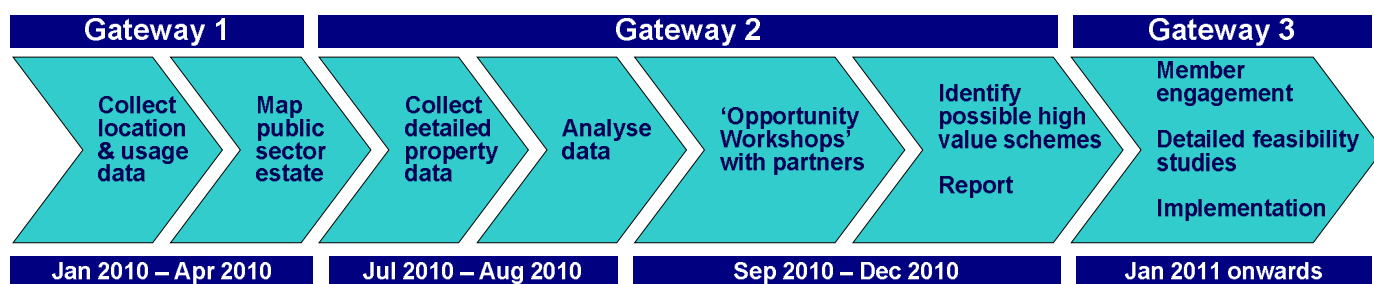 Gateway 1
Gateway 2
Gateway 3
Collect
location
& usage
data
Map
public
sector
estate
Collect
detailed
property
data
Analyse
data
‘Opportunity
Workshops’
with partners
Identify
possible high
value schemes
Report
Member
engagement
Detailed feasibility
studies
Implementation
Jan 2010 – Apr 2010
Jul 2010 – Aug 2010
Sep 2010 – Dec 2010
Jan 2011 onwards